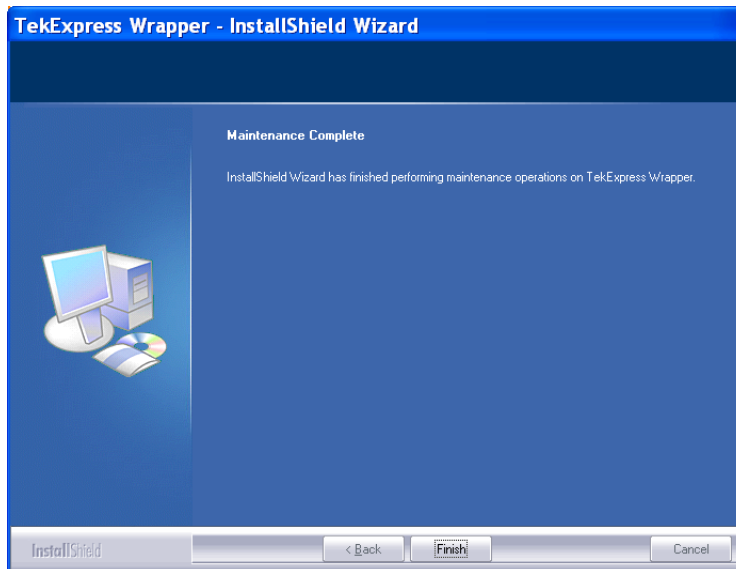 TekExpress Wrapper - InstallShield Wizard
Maintenance Complete
InstallShield Wizard has finished performing maintenance operations on TekExpress Wrapper.
InstallShield
< Back
Finish
Cancel